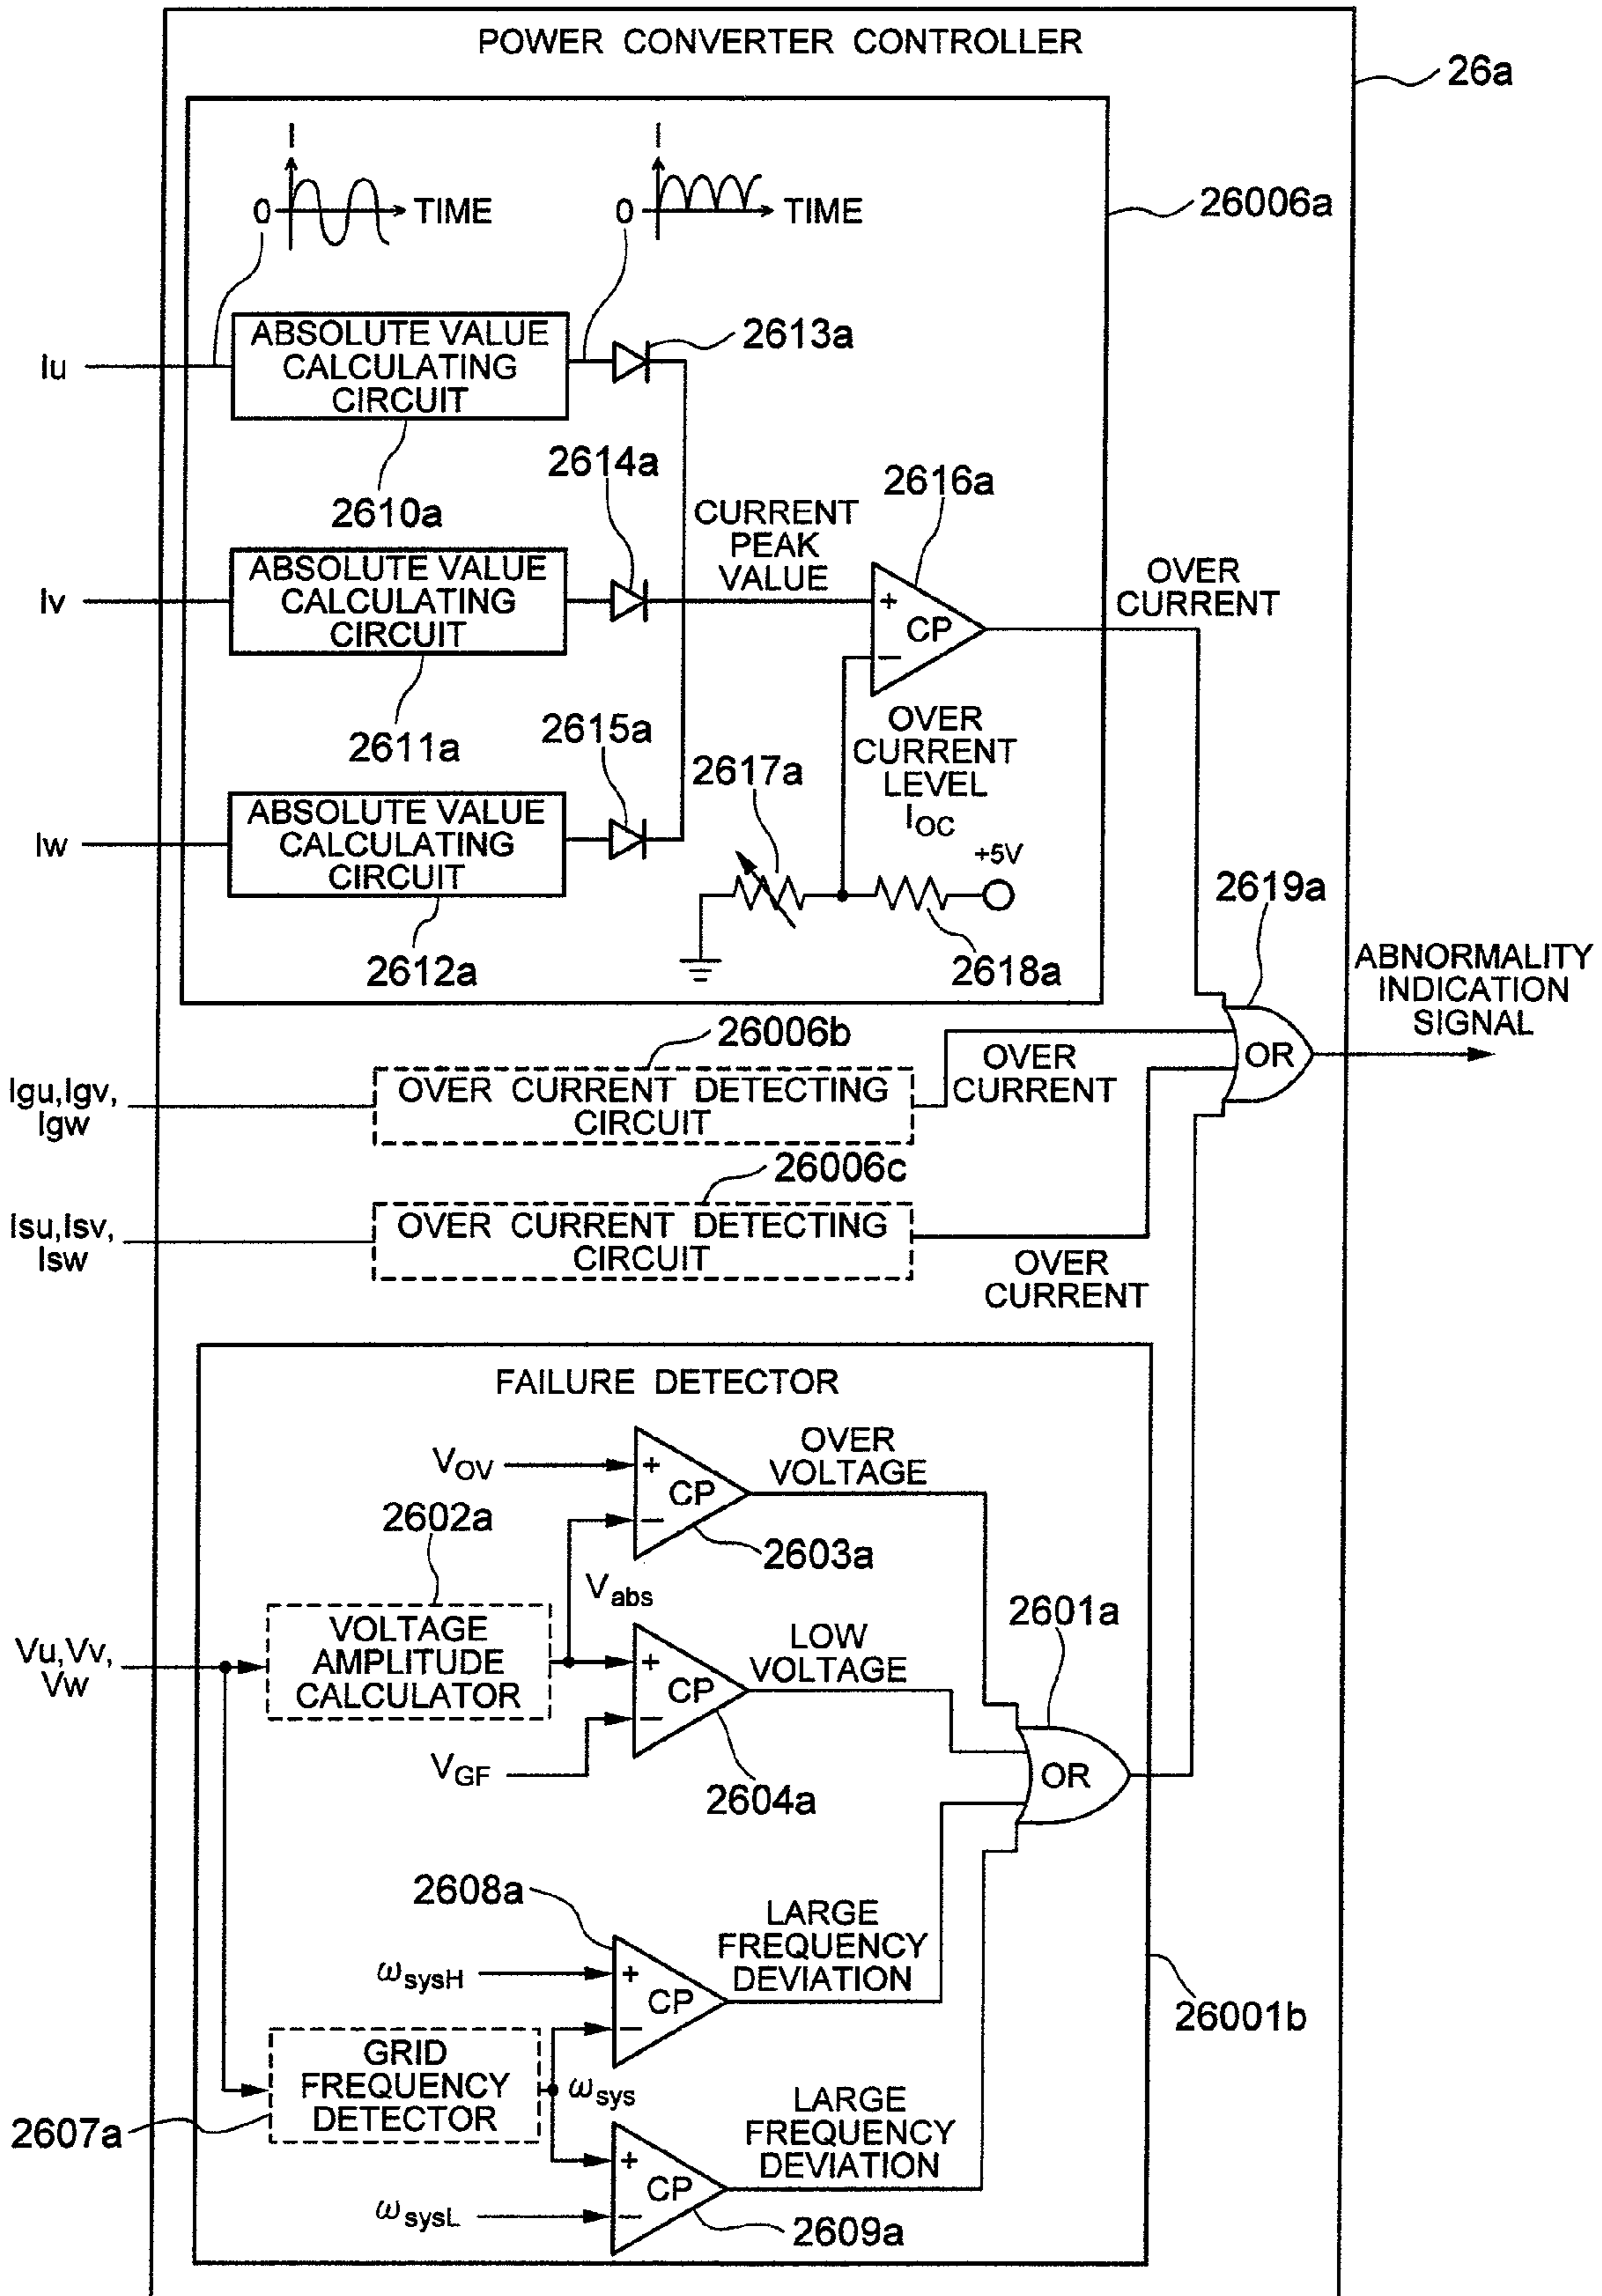 POWER CONVERTER CONTROLLER
26a
I
I
0
TIME
0
TIME
26006a
Iu
ABSOLUTE VALUE
CALCULATING
CIRCUIT
2613a
2610a
2614a
Iv
ABSOLUTE VALUE
CALCULATING
CIRCUIT
CURRENT
PEAK
VALUE
2616a
+
CP
−
OVER
CURRENT
2611a
2615a
Iw
ABSOLUTE VALUE
CALCULATING
CIRCUIT
2617a
OVER
CURRENT
LEVEL
IOC
+5V
2612a
2618a
2619a
OR
ABNORMALITY
INDICATION
SIGNAL
26006b
Igu,Igv,
Igw
OVER CURRENT DETECTING
CIRCUIT
OVER
CURRENT
26006c
Isu,Isv,
Isw
OVER CURRENT DETECTING
CIRCUIT
OVER
CURRENT
FAILURE DETECTOR
VOV
+
CP
−
OVER
VOLTAGE
2603a
2602a
Vabs
Vu,Vv,
Vw
VOLTAGE
AMPLITUDE
CALCULATOR
+
CP
−
LOW
VOLTAGE
2601a
VGF
2604a
OR
2608a
ωsysH
+
CP
−
LARGE
FREQUENCY
DEVIATION
26001b
GRID
FREQUENCY
DETECTOR
2607a
ωsys
+
CP
−
LARGE
FREQUENCY
DEVIATION
ωsysL
2609a